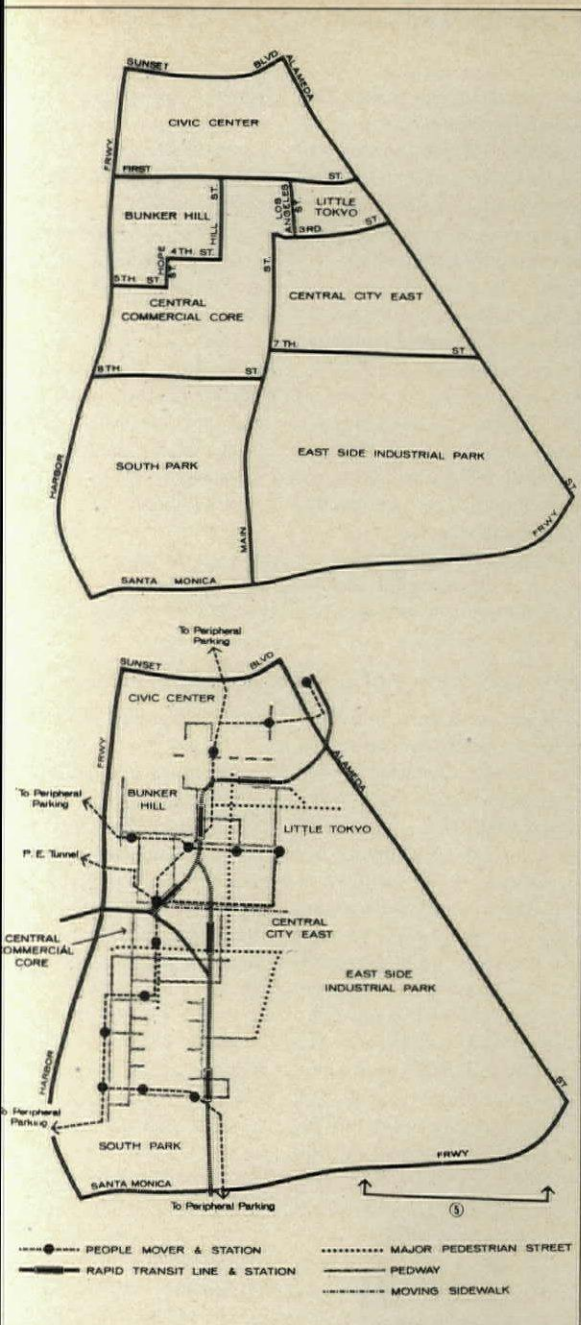 SUNSET
BLVD
ALAMEDA
CIVIC CENTER
FRWY
FIRST
ST.
BUNKER HILL
ST.
HILL
LOS
ANGELES
ST
LITTLE
TOKYO
ST
3RD.
4TH. ST.
HOPE
ST
5TH. ST
ST.
CENTRAL
COMMERCIAL CORE
CENTRAL CITY EAST
7TH.
ST.
8TH.
ST.
SOUTH PARK
EAST SIDE INDUSTRIAL PARK
HARBOR
MAIN
ST.
FRWY
SANTA MONICA
To Peripheral
Parking
SUNSET
BLVD
CIVIC CENTER
FRWY
ALAMEDA
To Peripheral
Parking
BUNKER
HILL
LITTLE TOKYO
P. E. Tunnel
CENTRAL
COMMERCIAL
CORE
CENTRAL
CITY EAST
EAST SIDE
INDUSTRIAL PARK
HARBOR
ST
To Peripheral
Parking
SOUTH PARK
FRWY
SANTA MONICA
To Peripheral Parking
5
PEOPLE MOVER & STATION
RAPID TRANSIT LINE & STATION
MAJOR PEDESTRIAN STREET
PEDWAY
MOVING SIDEWALK